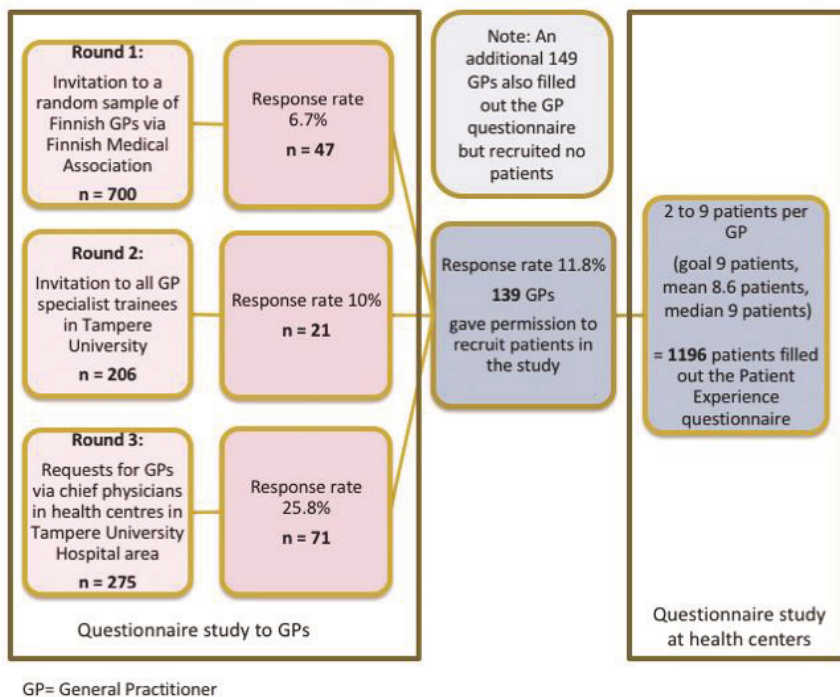 Round 1:
Invitation to a
random sample of
Finnish GPs via
Finnish Medical
Association
n = 700
Response rate
6.7%
n = 47
Note: An
additional 149
GPs also filled
out the GP
questionnaire
but recruited no
patients
Round 2:
Invitation to all GP
specialist trainees
in Tampere
University
n = 206
Response rate 10%
n = 21
Response rate 11.8%
139 GPs
gave permission to
recruit patients in
the study
2 to 9 patients per
GP
(goal 9 patients,
mean 8.6 patients,
median 9 patients)
= 1196 patients filled
out the Patient
Experience
questionnaire
Round 3:
Requests for GPs
via chief physicians
in health centres in
Tampere University
Hospital area
n = 275
Response rate
25.8%
n = 71
Questionnaire study to GPs
Questionnaire study
at health centers
GP= General Practitioner